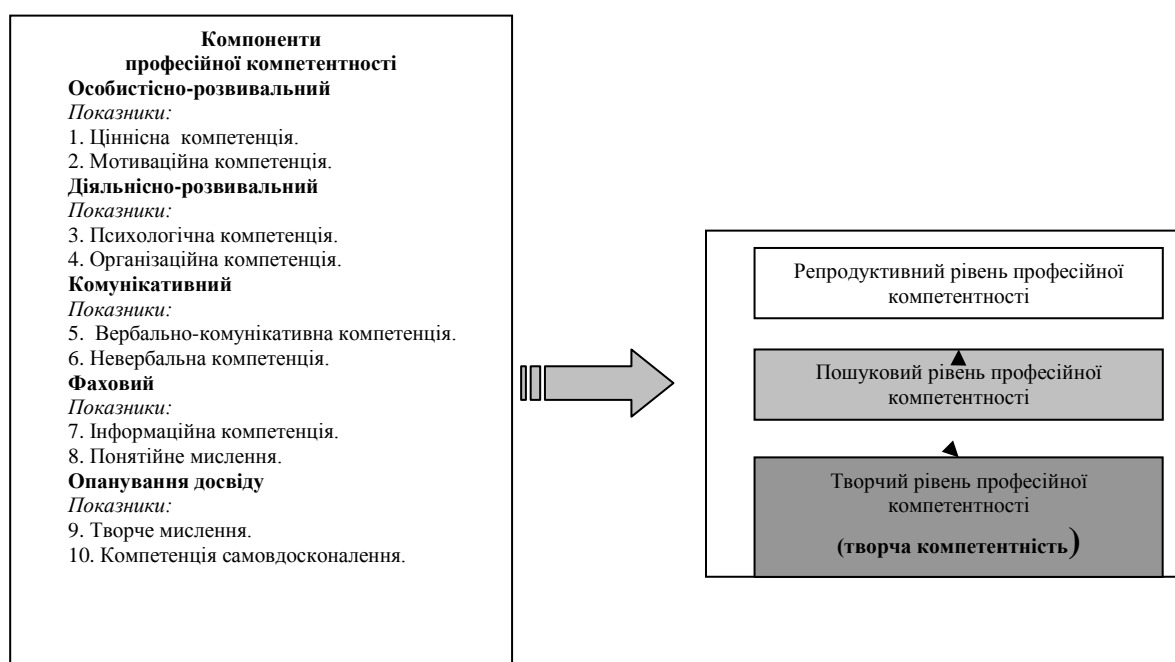 Компоненти
професійної компетентності
Особистісно-розвивальний
Показники:
1. Ціннісна компетенція.
2. Мотиваційна компетенція.
Діяльнісно-розвивальний
Показники:
3. Психологічна компетенція.
4. Організаційна компетенція.
Комунікативний
Показники:
5. Вербально-комунікативна компетенція.
6. Невербальна компетенція.
Фаховий
Показники:
7. Інформаційна компетенція.
8. Понятійне мислення.
Опанування досвіду
Показники:
9. Творче мислення.
10. Компетенція самовдосконалення.
Репродуктивний рівень професійної
компетентності
Пошуковий рівень професійної
компетентності
Творчий рівень професійної
компетентності
(творча компетентність)